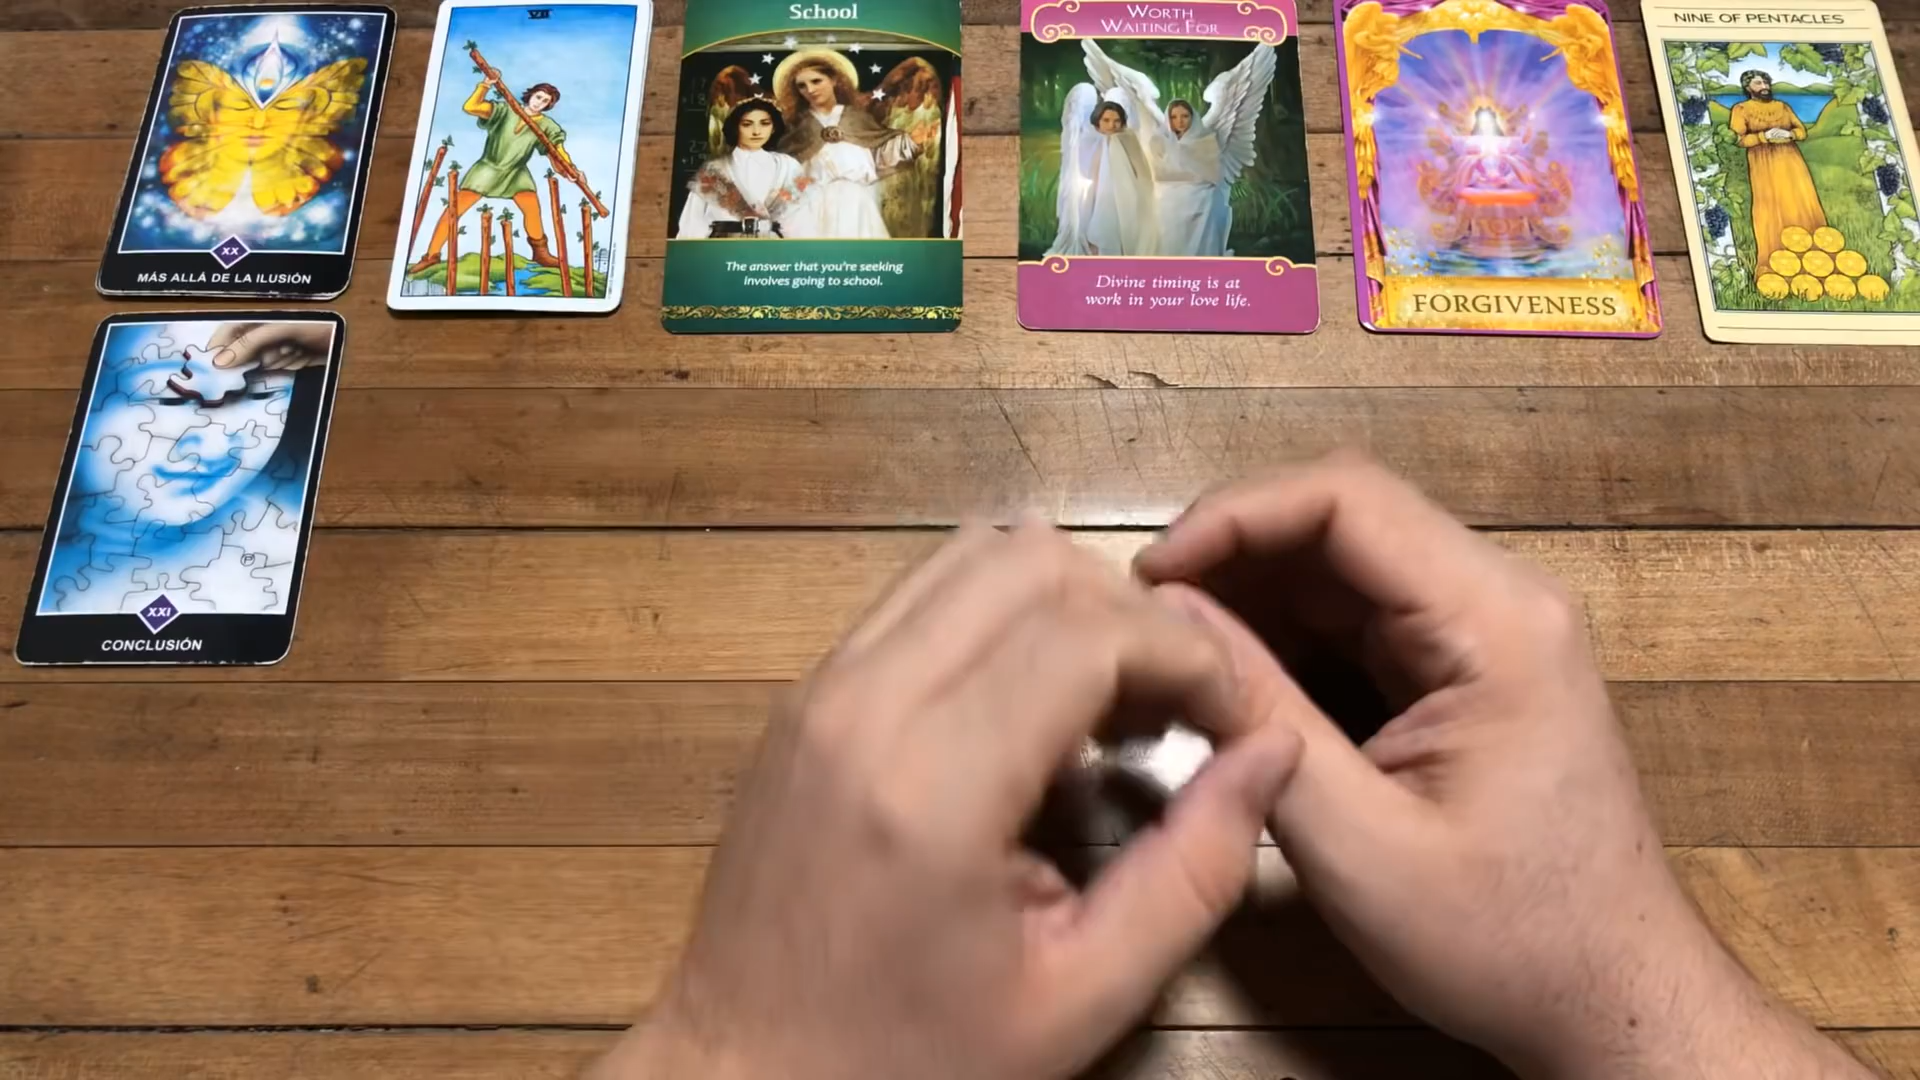 XX
MÁS ALLÁ DE LA ILUSIÓN
VII
School
The answer that you're seeking
involves going to school.
WORTH
WAITING FOR
Divine timing is at
work in your love life.
FORGIVENESS
NINE OF PENTACLES
XXI
CONCLUSIÓN